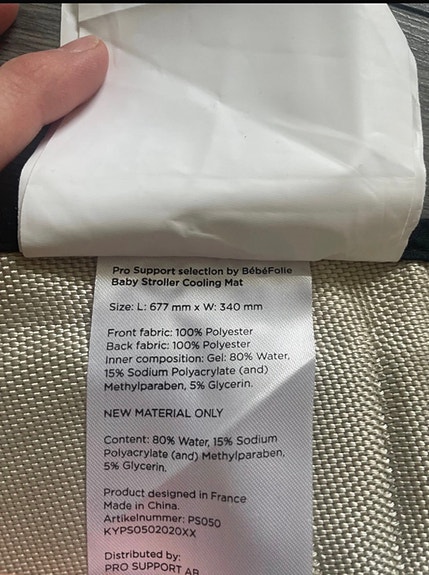 Pro Support selection by BébéFolie
Baby Stroller Cooling Mat
Size: L: 677 mm x W: 340 mm
Front fabric: 100% Polyester
Back fabric: 100% Polyester
Inner composition: Gel: 80% Water,
15% Sodium Polyacrylate (and)
Methylparaben, 5% Glycerin.
NEW MATERIAL ONLY
Content: 80% Water, 15% Sodium
Polyacrylate (and) Methylparaben,
5% Glycerin.
Product designed in France
Made in China.
Artikelnummer: PS050
KYPS0502020XX
Distributed by:
PRO SUPPORT AB